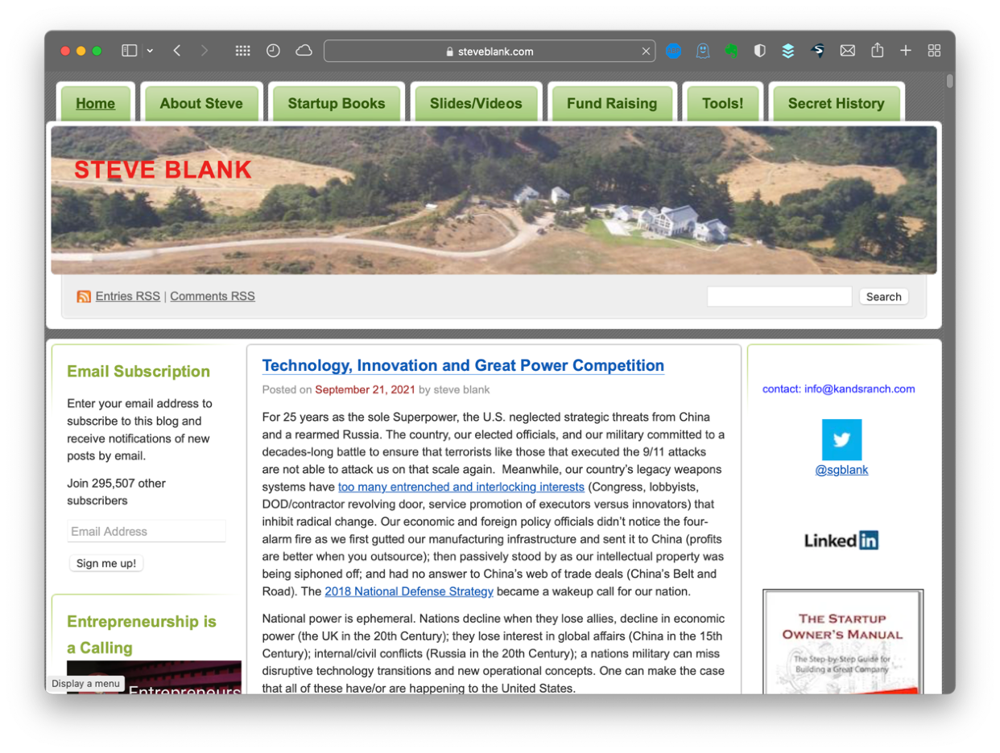 steveblank.com
Home
About Steve
Startup Books
Slides/Videos
Fund Raising
Tools!
Secret History
STEVE BLANK
Entries RSS | Comments RSS
Search
Email Subscription
Enter your email address to
subscribe to this blog and
receive notifications of new
posts by email.
Join 295,507 other
subscribers
Email Address
Sign me up!
Entrepreneurship is
a Calling
Entrepreneurs
Display a menu
Technology, Innovation and Great Power Competition
Posted on September 21, 2021 by steve blank
For 25 years as the sole Superpower, the U.S. neglected strategic threats from China
and a rearmed Russia. The country, our elected officials, and our military committed to a
decades-long battle to ensure that terrorists like those that executed the 9/11 attacks
are not able to attack us on that scale again.  Meanwhile, our country's legacy weapons
systems have too many entrenched and interlocking interests (Congress, lobbyists,
DOD/contractor revolving door, service promotion of executors versus innovators) that
inhibit radical change. Our economic and foreign policy officials didn't notice the four-
alarm fire as we first gutted our manufacturing infrastructure and sent it to China (profits
are better when you outsource); then passively stood by as our intellectual property was
being siphoned off; and had no answer to China's web of trade deals (China's Belt and
Road). The 2018 National Defense Strategy became a wakeup call for our nation.
National power is ephemeral. Nations decline when they lose allies, decline in economic
power (the UK in the 20th Century); they lose interest in global affairs (China in the 15th
Century); internal/civil conflicts (Russia in the 20th Century); a nations military can miss
disruptive technology transitions and new operational concepts. One can make the case
that all of these have/or are happening to the United States.
contact: info@kandsranch.com
@sgblank
Linked in
THE STARTUP
OWNER'S MANUAL
The Step-by-Step Guide for
Building a Great Company